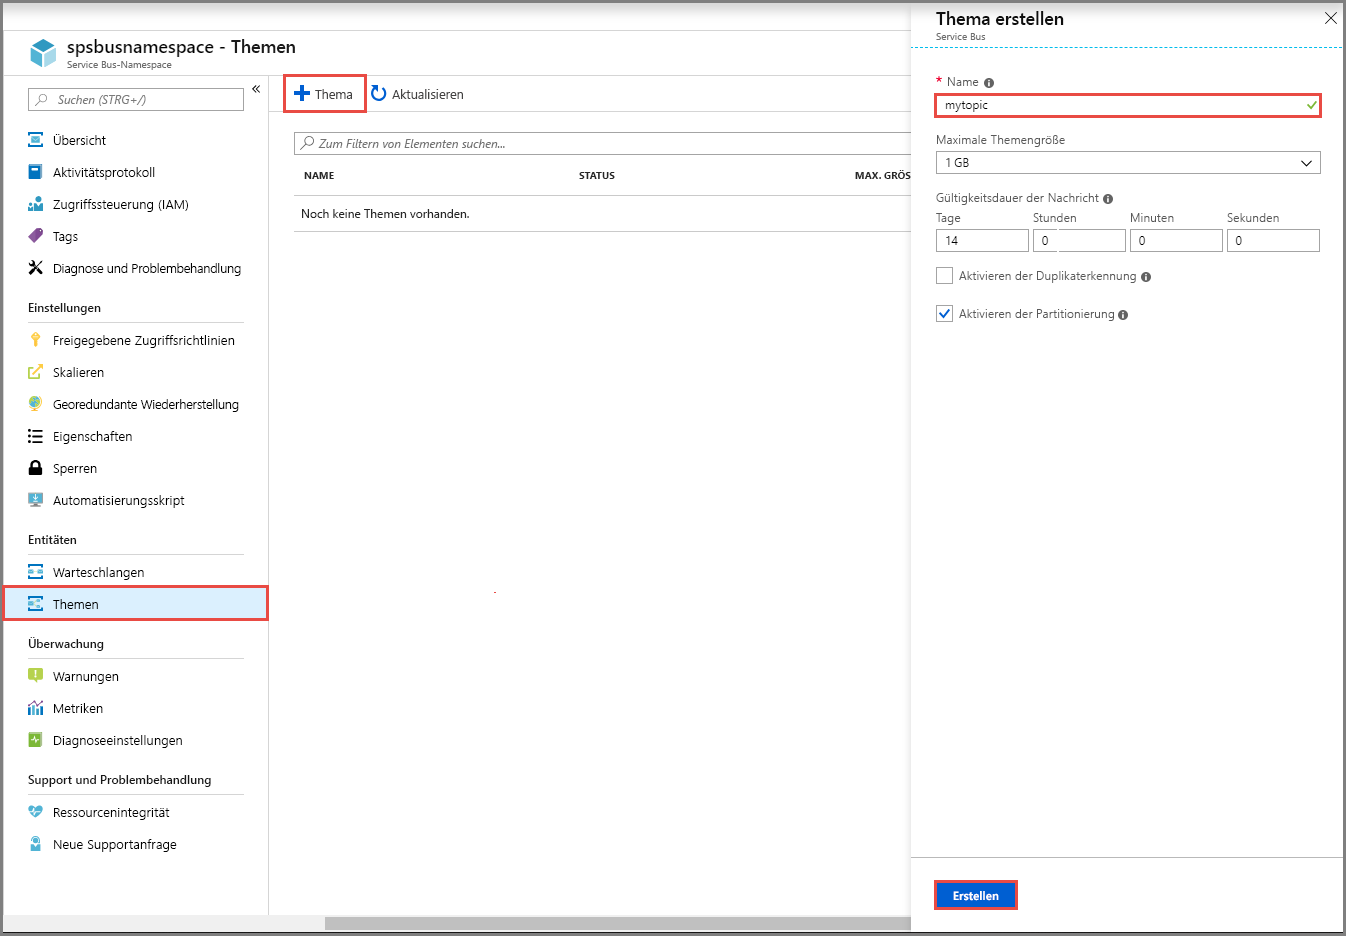 spsbusnamespace - Themen
Service Bus-Namespace
Suchen (STRG+/)
«
Übersicht
Aktivitätsprotokoll
Zugriffssteuerung (IAM)
Tags
Diagnose und Problembehandlung
Einstellungen
Freigegebene Zugriffsrichtlinien
Skalieren
Georedundante Wiederherstellung
Eigenschaften
Sperren
Automatisierungsskript
Entitäten
Warteschlangen
Themen
Überwachung
Warnungen
Metriken
Diagnoseeinstellungen
Support und Problembehandlung
Ressourcenintegrität
Neue Supportanfrage
Thema Aktualisieren
Zum Filtern von Elementen suchen...
NAME STATUS MAX. GRÖS
Noch keine Themen vorhanden.
Thema erstellen
Service Bus
* Name
mytopic
Maximale Themengröße
1 GB
Gültigkeitsdauer der Nachricht
Tage Stunden Minuten Sekunden
14 0 0 0
Aktivieren der Duplikaterkennung
Aktivieren der Partitionierung
Erstellen